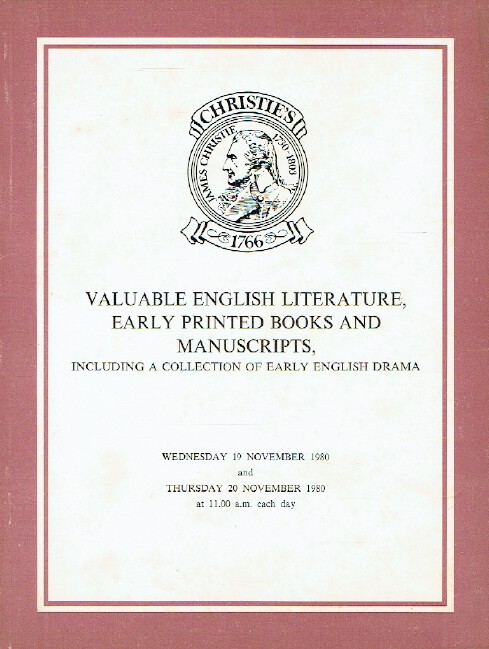 CHRISTIE'S
JAMES CHRISTIE 1730-1803
1766
VALUABLE ENGLISH LITERATURE,
EARLY PRINTED BOOKS AND
MANUSCRIPTS,
INCLUDING A COLLECTION OF EARLY ENGLISH DRAMA
WEDNESDAY 19 NOVEMBER 1980
and
THURSDAY 20 NOVEMBER 1980
at 11.00 a.m. each day